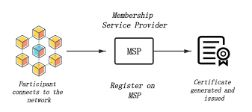 Membership
Service Provider
MSP
Participant
connects to the
network
Register on
MSP
Certificate
generated and
issued